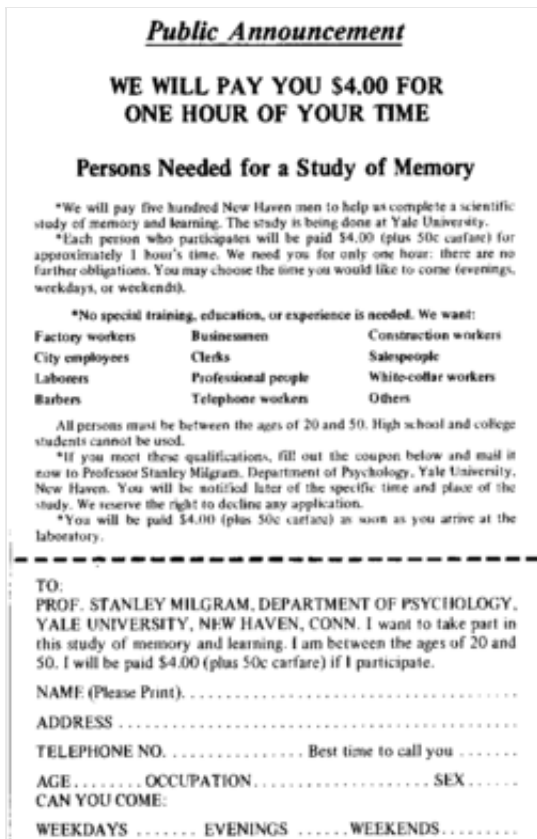 Public Announcement
WE WILL PAY YOU $4.00 FOR
ONE HOUR OF YOUR TIME
Persons Needed for a Study of Memory
*We will pay five hundred New Haven men to help us complete a scientific
study of memory and learning. The study is being done at Yale University.
*Each person who participates will be paid $4.00 (plus 50c carfare) for
approximately 1 hour's time. We need you for only one hour: there are no
further obligations. You may choose the time you would like to come (evenings,
weekdays, or weekends).
*No special training, education, or experience is needed. We want:
Factory workers Businessmen Construction workers
City employees Clerks Salespeople
Laborers Professional people White-collar workers
Barbers Telephone workers Others
All persons must be between the ages of 20 and 50. High school and college
students cannot be used.
*If you meet these qualifications, fill out the coupon below and mail it
now to Professor Stanley Milgram, Department of Psychology, Yale University,
New Haven. You will be notified later of the specific time and place of the
study. We reserve the right to decline any application.
*You will be paid $4.00 (plus 50c carfare) as soon as you arrive at the
laboratory.
TO:
PROF. STANLEY MILGRAM, DEPARTMENT OF PSYCHOLOGY,
YALE UNIVERSITY, NEW HAVEN, CONN. I want to take part in
this study of memory and learning. I am between the ages of 20 and
50. I will be paid $4.00 (plus 50c carfare) if I participate.
NAME (Please Print). . . . . . . . . . . . . . . . . . . . . . . . . . . . . . . . . .
ADDRESS . . . . . . . . . . . . . . . . . . . . . . . . . . . . . . . . . . . . . . . .
TELEPHONE NO. . . . . . . . . . . . . . . Best time to call you . . . . . . .
AGE . . . . . . . . OCCUPATION. . . . . . . . . . . . . . . . . . . . SEX . . . . . .
CAN YOU COME:
WEEKDAYS . . . . . . . EVENINGS . . . . . . . WEEKENDS. . . . . . . . .